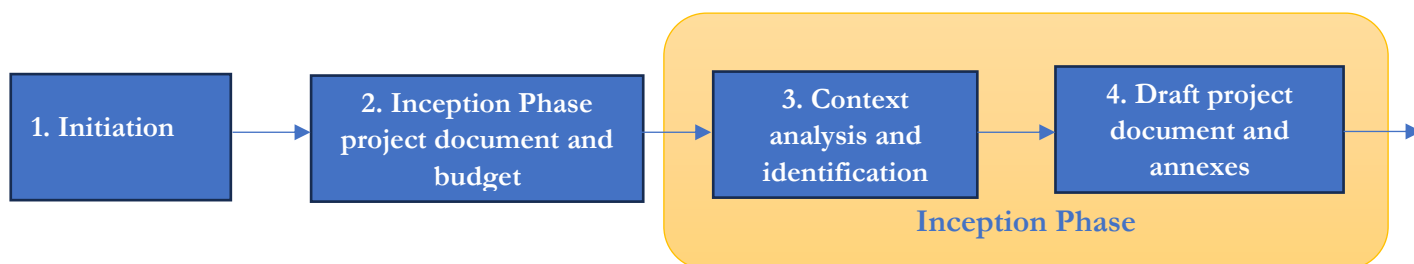 1. Initiation
2. Inception Phase
project document and
budget
3. Context
analysis and
identification
4. Draft project
document and
annexes
Inception Phase